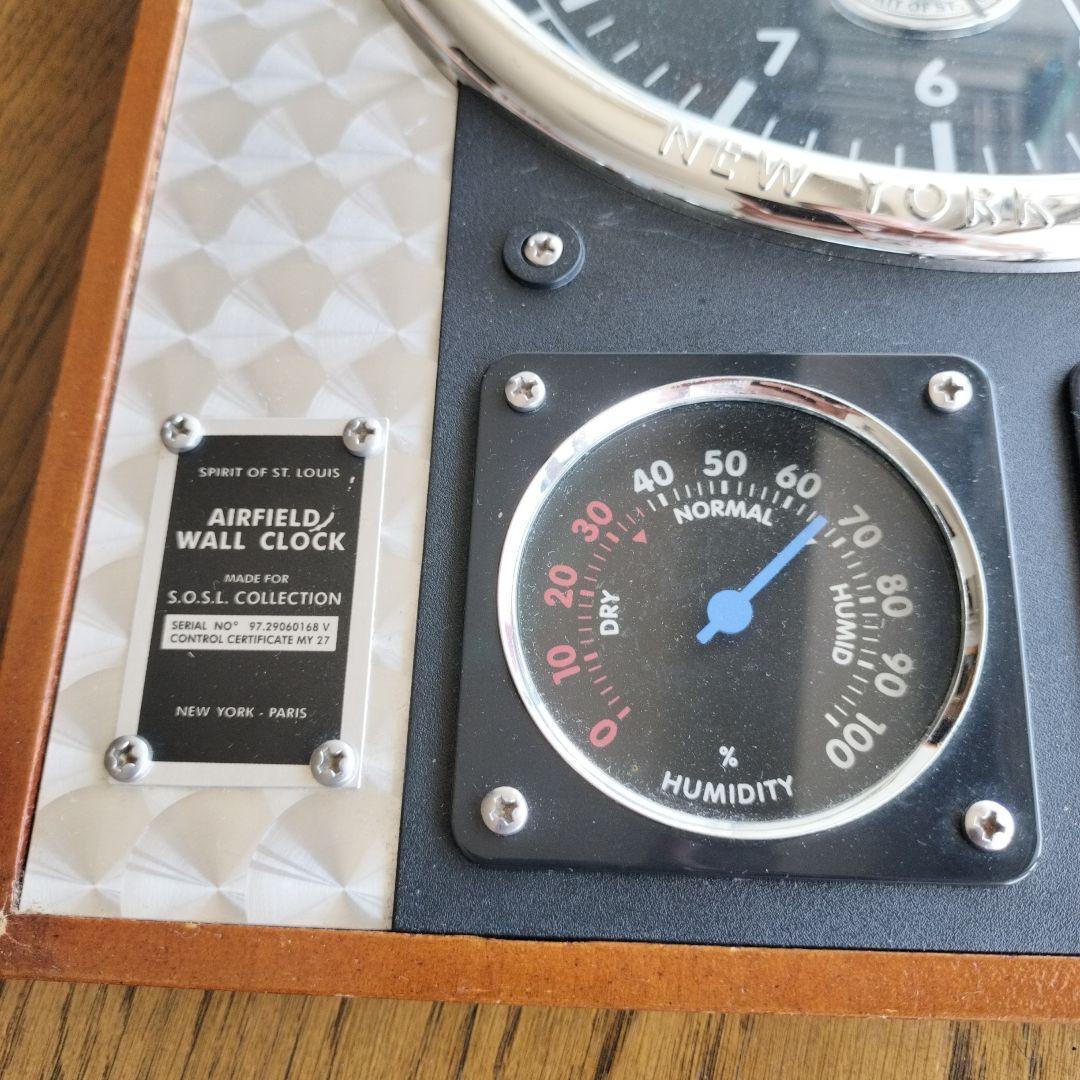 7
6
NEW YORK
SPIRIT OF ST. LOUIS
AIRFIELD
WALL CLOCK
MADE FOR
S.O.S.L. COLLECTION
SERIAL NO° 97.29060168 V
CONTROL CERTIFICATE MY 27
NEW YORK - PARIS
0
10
20
30
40
50
60
70
80
90
100
DRY
NORMAL
HUMID
%
HUMIDITY